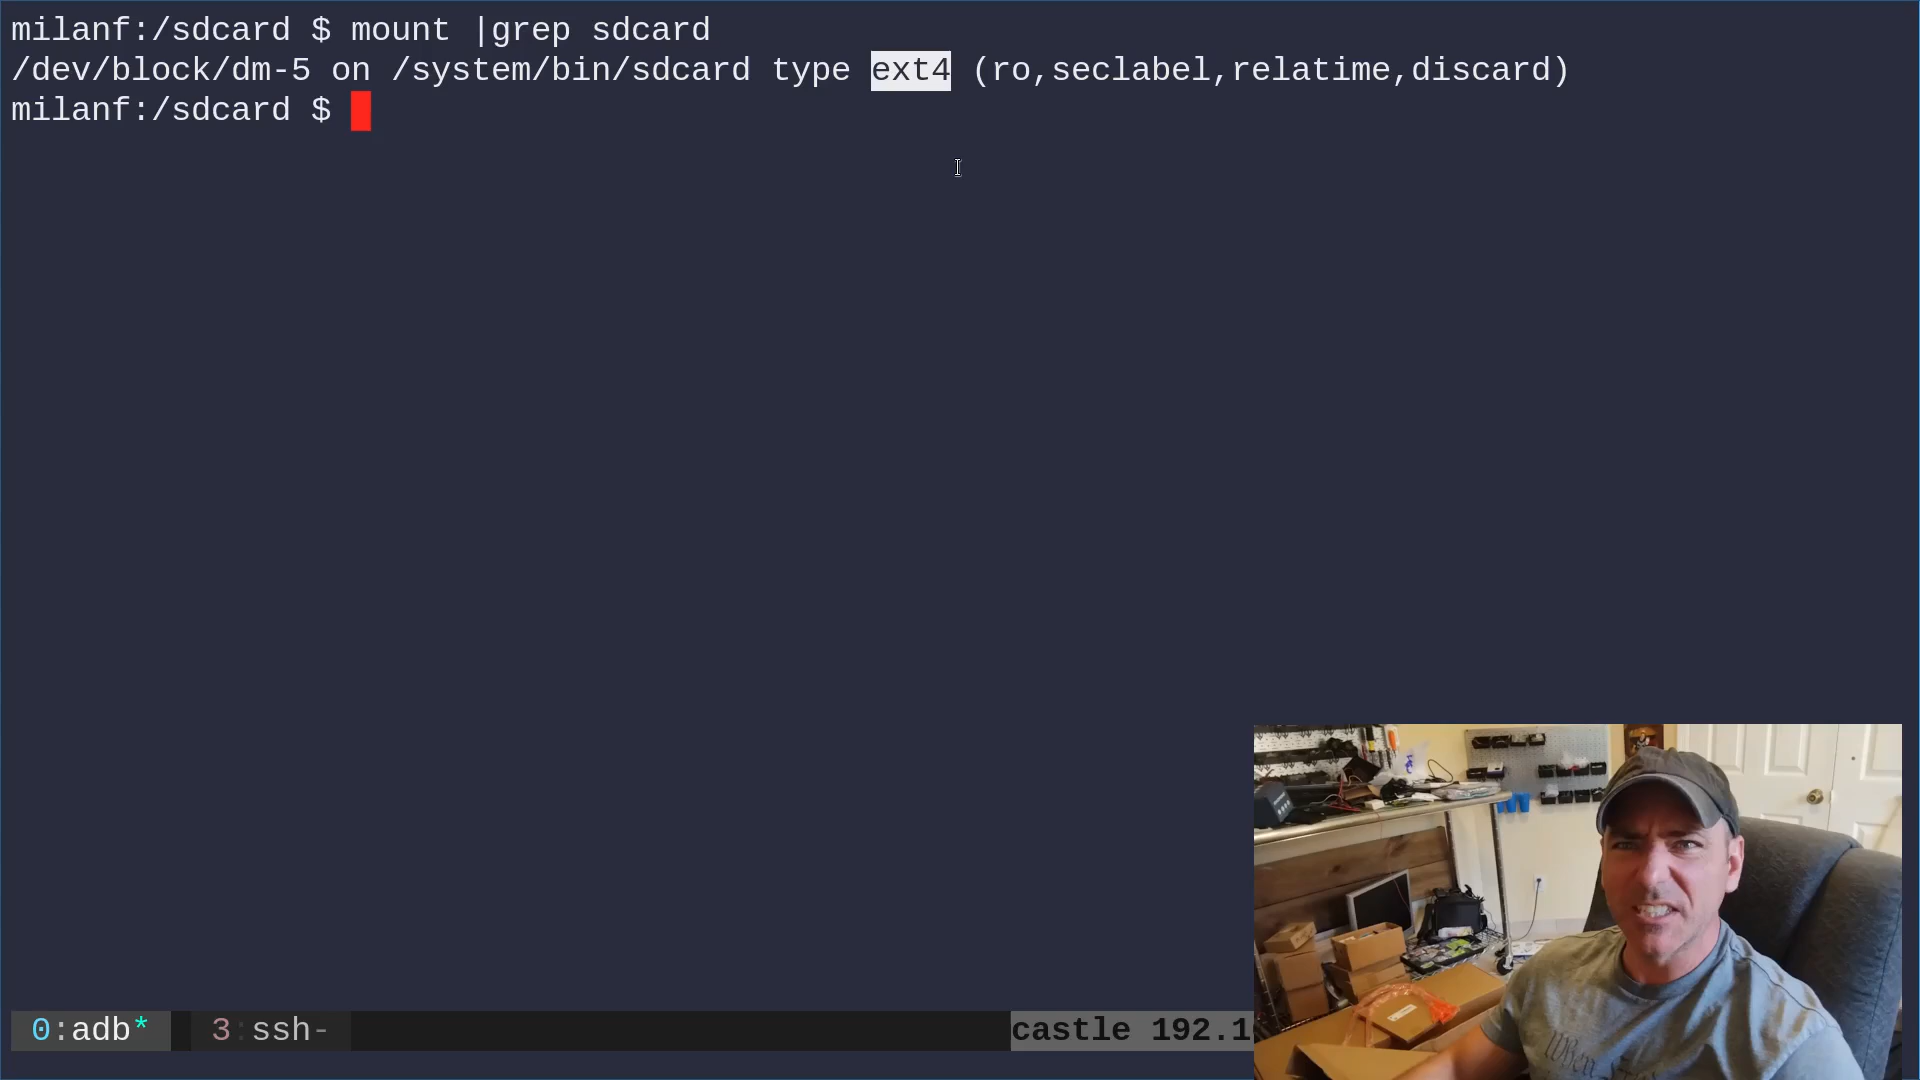 milanf:/sdcard $ mount |grep sdcard
/dev/block/dm-5 on /system/bin/sdcard type ext4 (ro,seclabel,relatime,discard)
milanf:/sdcard $
0:adb* 3:ssh- castle 192.1